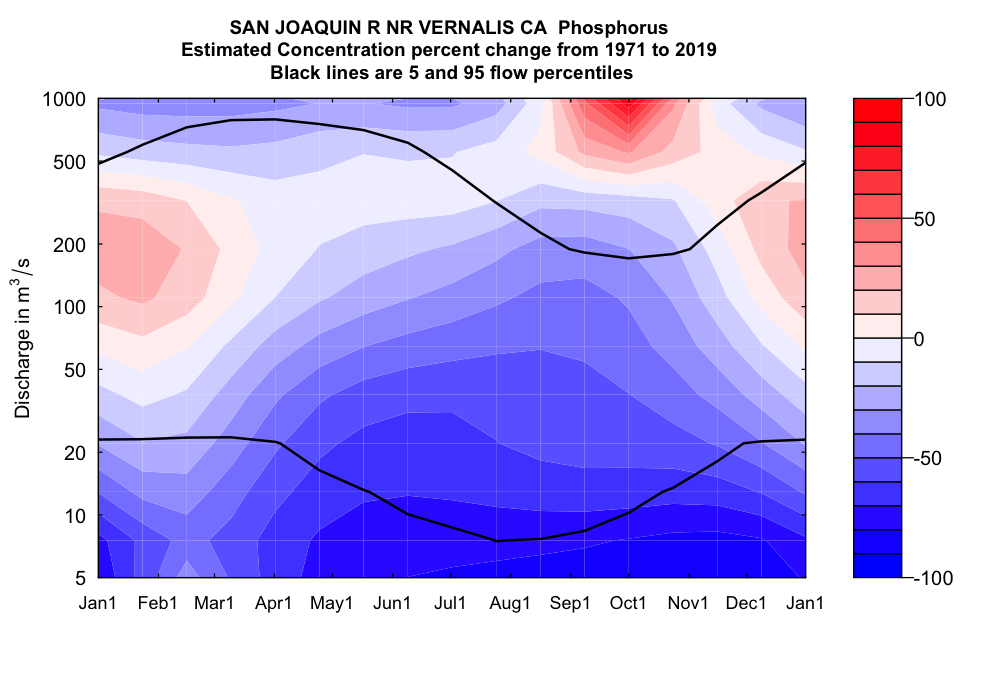 SAN JOAQUIN R NR VERNALIS CA  Phosphorus
Estimated Concentration percent change from 1971 to 2019
Black lines are 5 and 95 flow percentiles
Discharge in m³/s
1000
500
200
100
50
20
10
5
Jan1 Feb1 Mar1 Apr1 May1 Jun1 Jul1 Aug1 Sep1 Oct1 Nov1 Dec1 Jan1
100
50
0
-50
-100